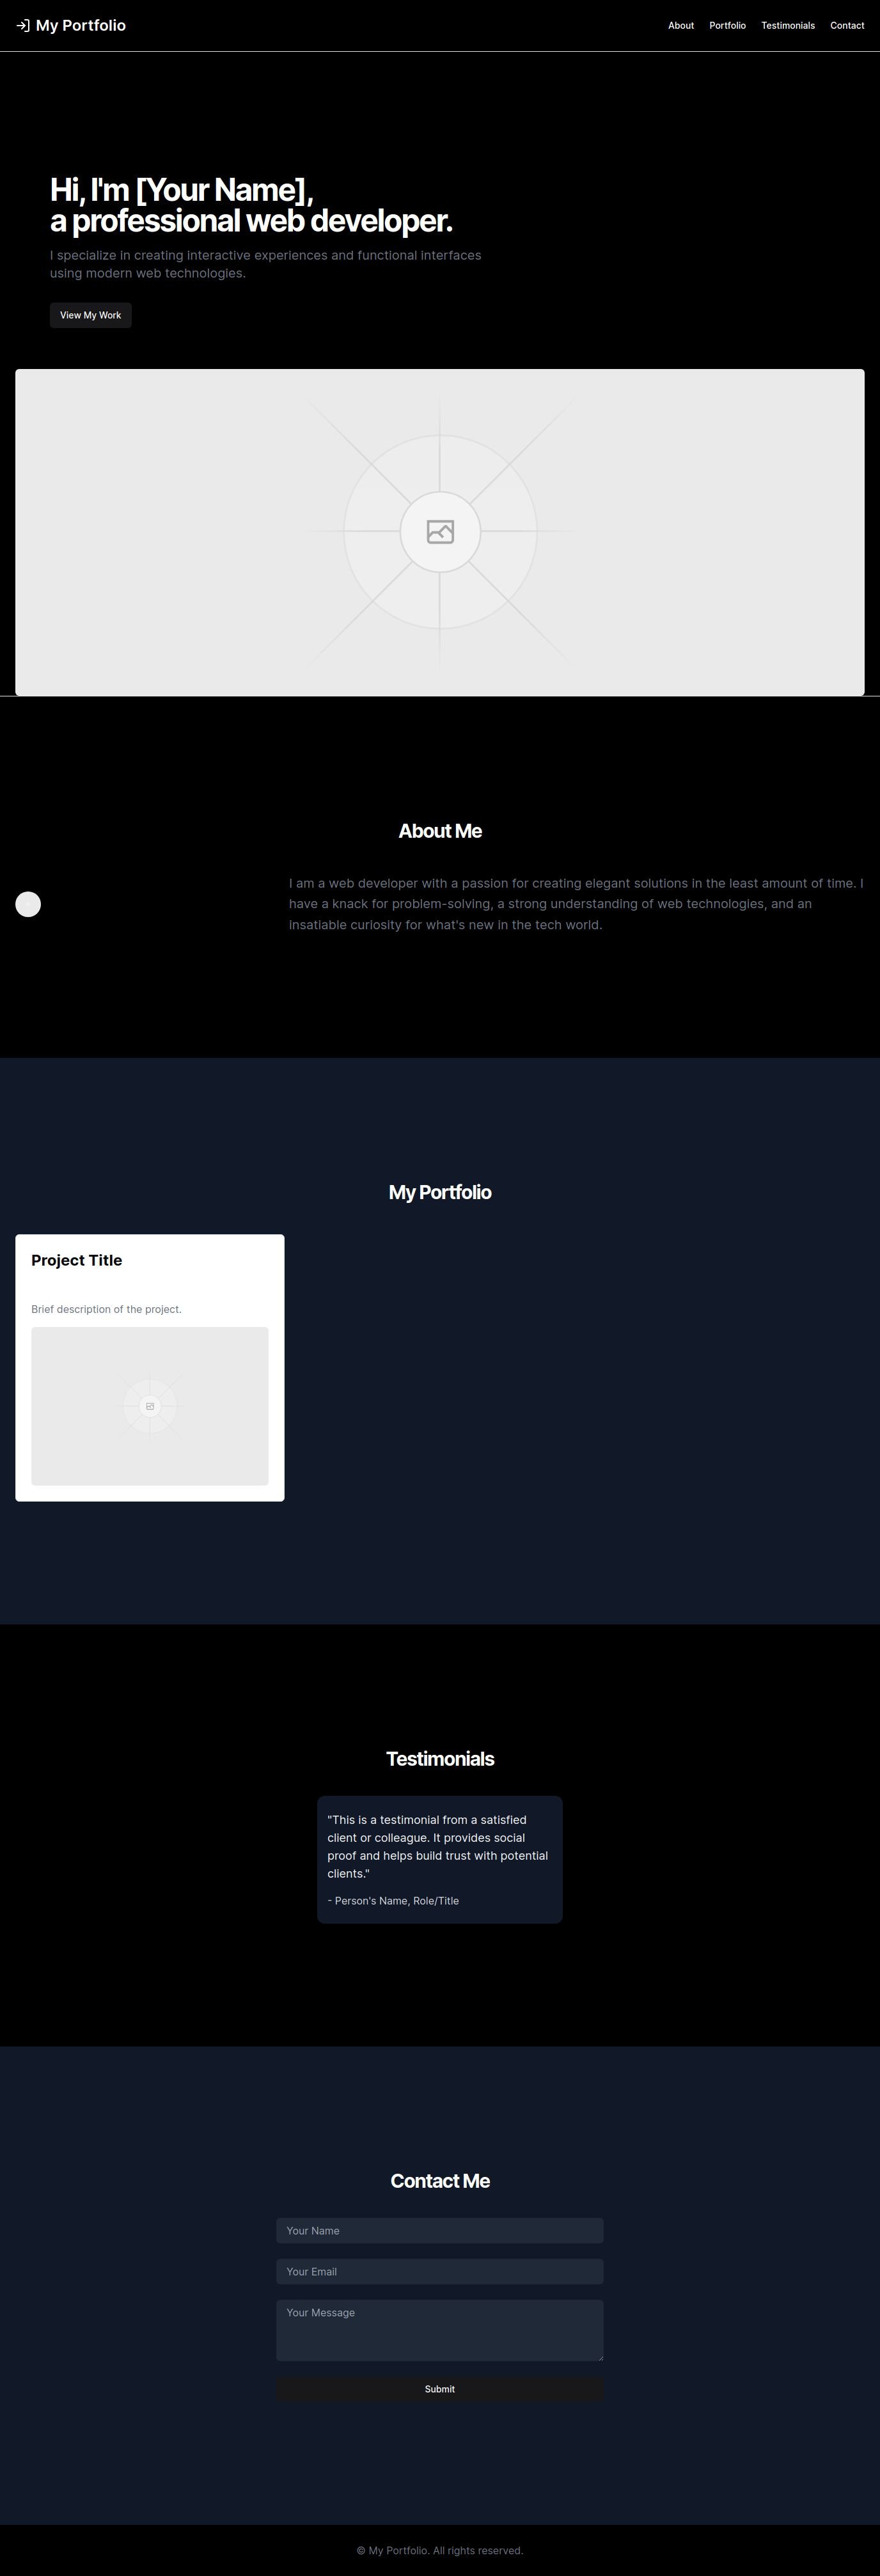 My Portfolio
About
Portfolio
Testimonials
Contact
Hi, I'm [Your Name],
a professional web developer.
I specialize in creating interactive experiences and functional interfaces
using modern web technologies.
View My Work
About Me
I am a web developer with a passion for creating elegant solutions in the least amount of time. I
have a knack for problem-solving, a strong understanding of web technologies, and an
insatiable curiosity for what's new in the tech world.
My Portfolio
Project Title
Brief description of the project.
Testimonials
"This is a testimonial from a satisfied
client or colleague. It provides social
proof and helps build trust with potential
clients."
- Person's Name, Role/Title
Contact Me
Your Name
Your Email
Your Message
Submit
© My Portfolio. All rights reserved.